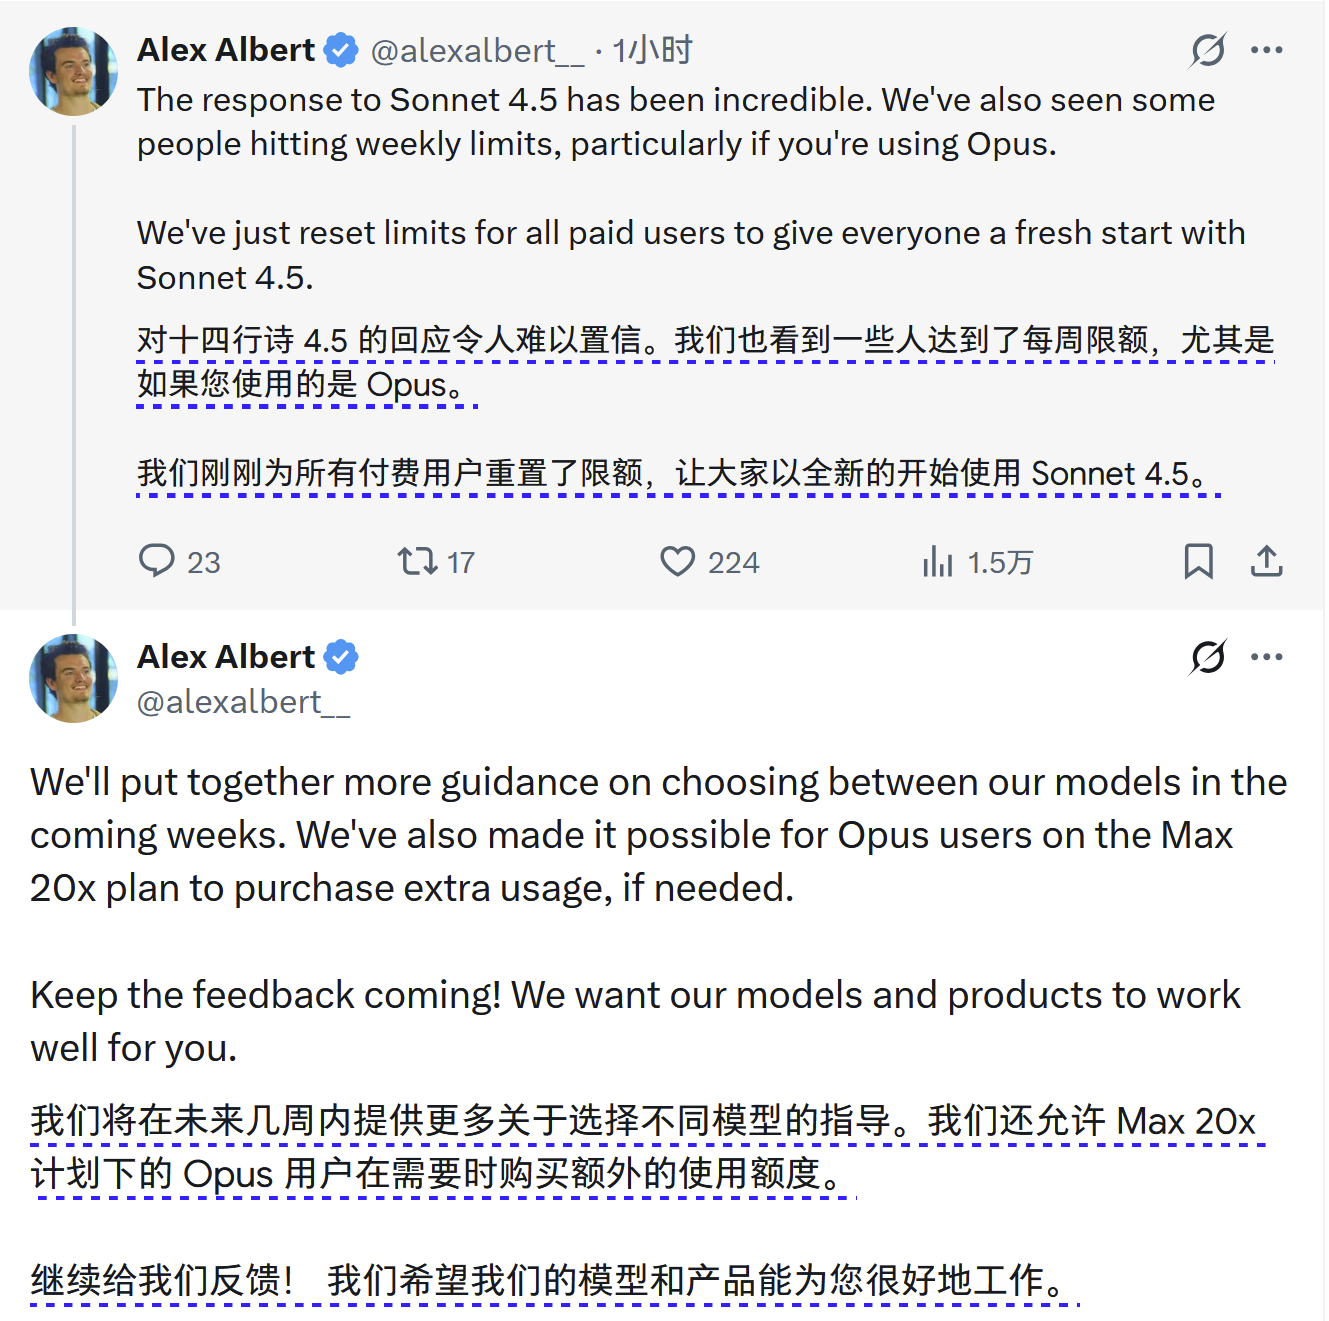 Alex Albert @alexalbert__ · 1小时
The response to Sonnet 4.5 has been incredible. We've also seen some
people hitting weekly limits, particularly if you're using Opus.
We've just reset limits for all paid users to give everyone a fresh start with
Sonnet 4.5.
对十四行诗 4.5 的回应令人难以置信。我们也看到一些人达到了每周限额，尤其是
如果您使用的是 Opus。
我们刚刚为所有付费用户重置了限额，让大家以全新的开始使用 Sonnet 4.5。
23 17 224 1.5万
Alex Albert
@alexalbert__
We'll put together more guidance on choosing between our models in the
coming weeks. We've also made it possible for Opus users on the Max
20x plan to purchase extra usage, if needed.
Keep the feedback coming! We want our models and products to work
well for you.
我们将在未来几周内提供更多关于选择不同模型的指导。我们还允许 Max 20x
计划下的 Opus 用户在需要时购买额外的使用额度。
继续给我们反馈！ 我们希望我们的模型和产品能为您很好地工作。